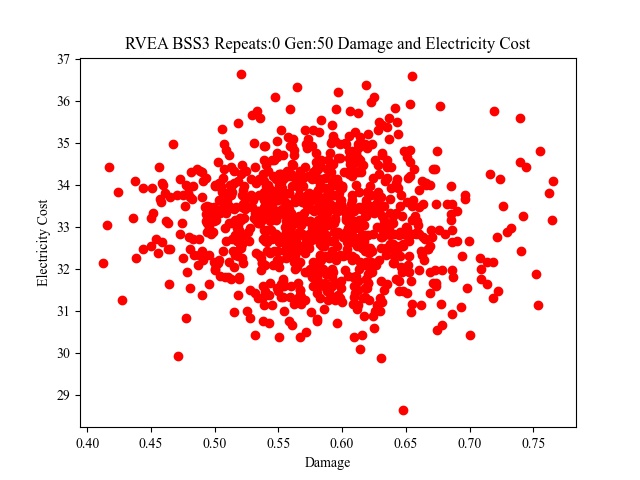 RVEA BSS3 Repeats:0 Gen:50 Damage and Electricity Cost
37
36
35
34
33
32
31
30
29
Electricity Cost
0.40 0.45 0.50 0.55 0.60 0.65 0.70 0.75
Damage